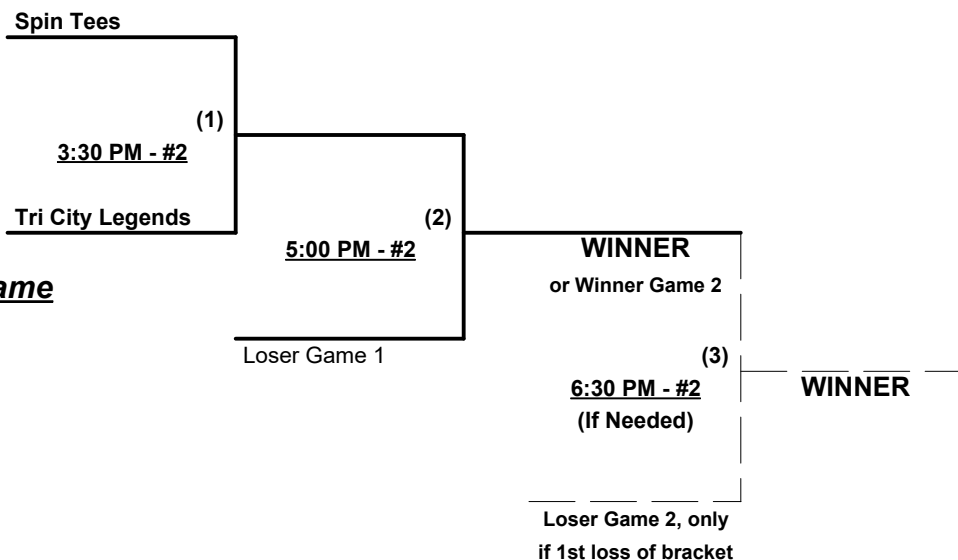 Spin Tees
(1)
3:30 PM - #2
Tri City Legends
(2)
5:00 PM - #2
WINNER
or Winner Game 2
Loser Game 1
(3)
6:30 PM - #2
WINNER
(If Needed)
Loser Game 2, only
if 1st loss of bracket